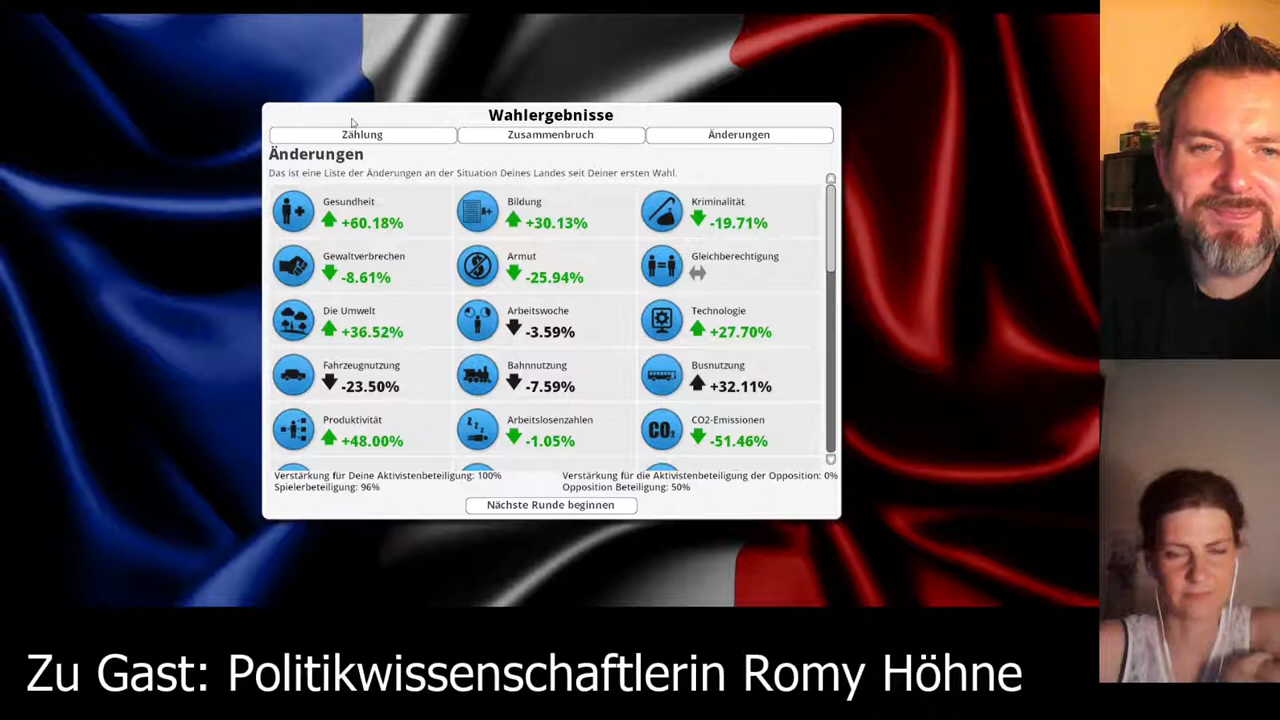 Wahlergebnisse
Zählung Zusammenbruch Änderungen
Änderungen
Das ist eine Liste der Änderungen an der Situation Deines Landes seit Deiner ersten Wahl.
Gesundheit Bildung Kriminalität
+60.18% +30.13% -19.71%
Gewaltverbrechen Armut Gleichberechtigung
-8.61% -25.94%
Die Umwelt Arbeitswoche Technologie
+36.52% -3.59% +27.70%
Fahrzeugnutzung Bahnnutzung Busnutzung
-23.50% -7.59% +32.11%
Produktivität Arbeitslosenzahlen CO2-Emissionen
CO2
+48.00% -1.05% -51.46%
Verstärkung für Deine Aktivistenbeteiligung: 100% Verstärkung für die Aktivistenbeteiligung der Opposition: 0%
Spielerbeteiligung: 96% Opposition Beteiligung: 50%
Nächste Runde beginnen
Zu Gast: Politikwissenschaftlerin Romy Höhne